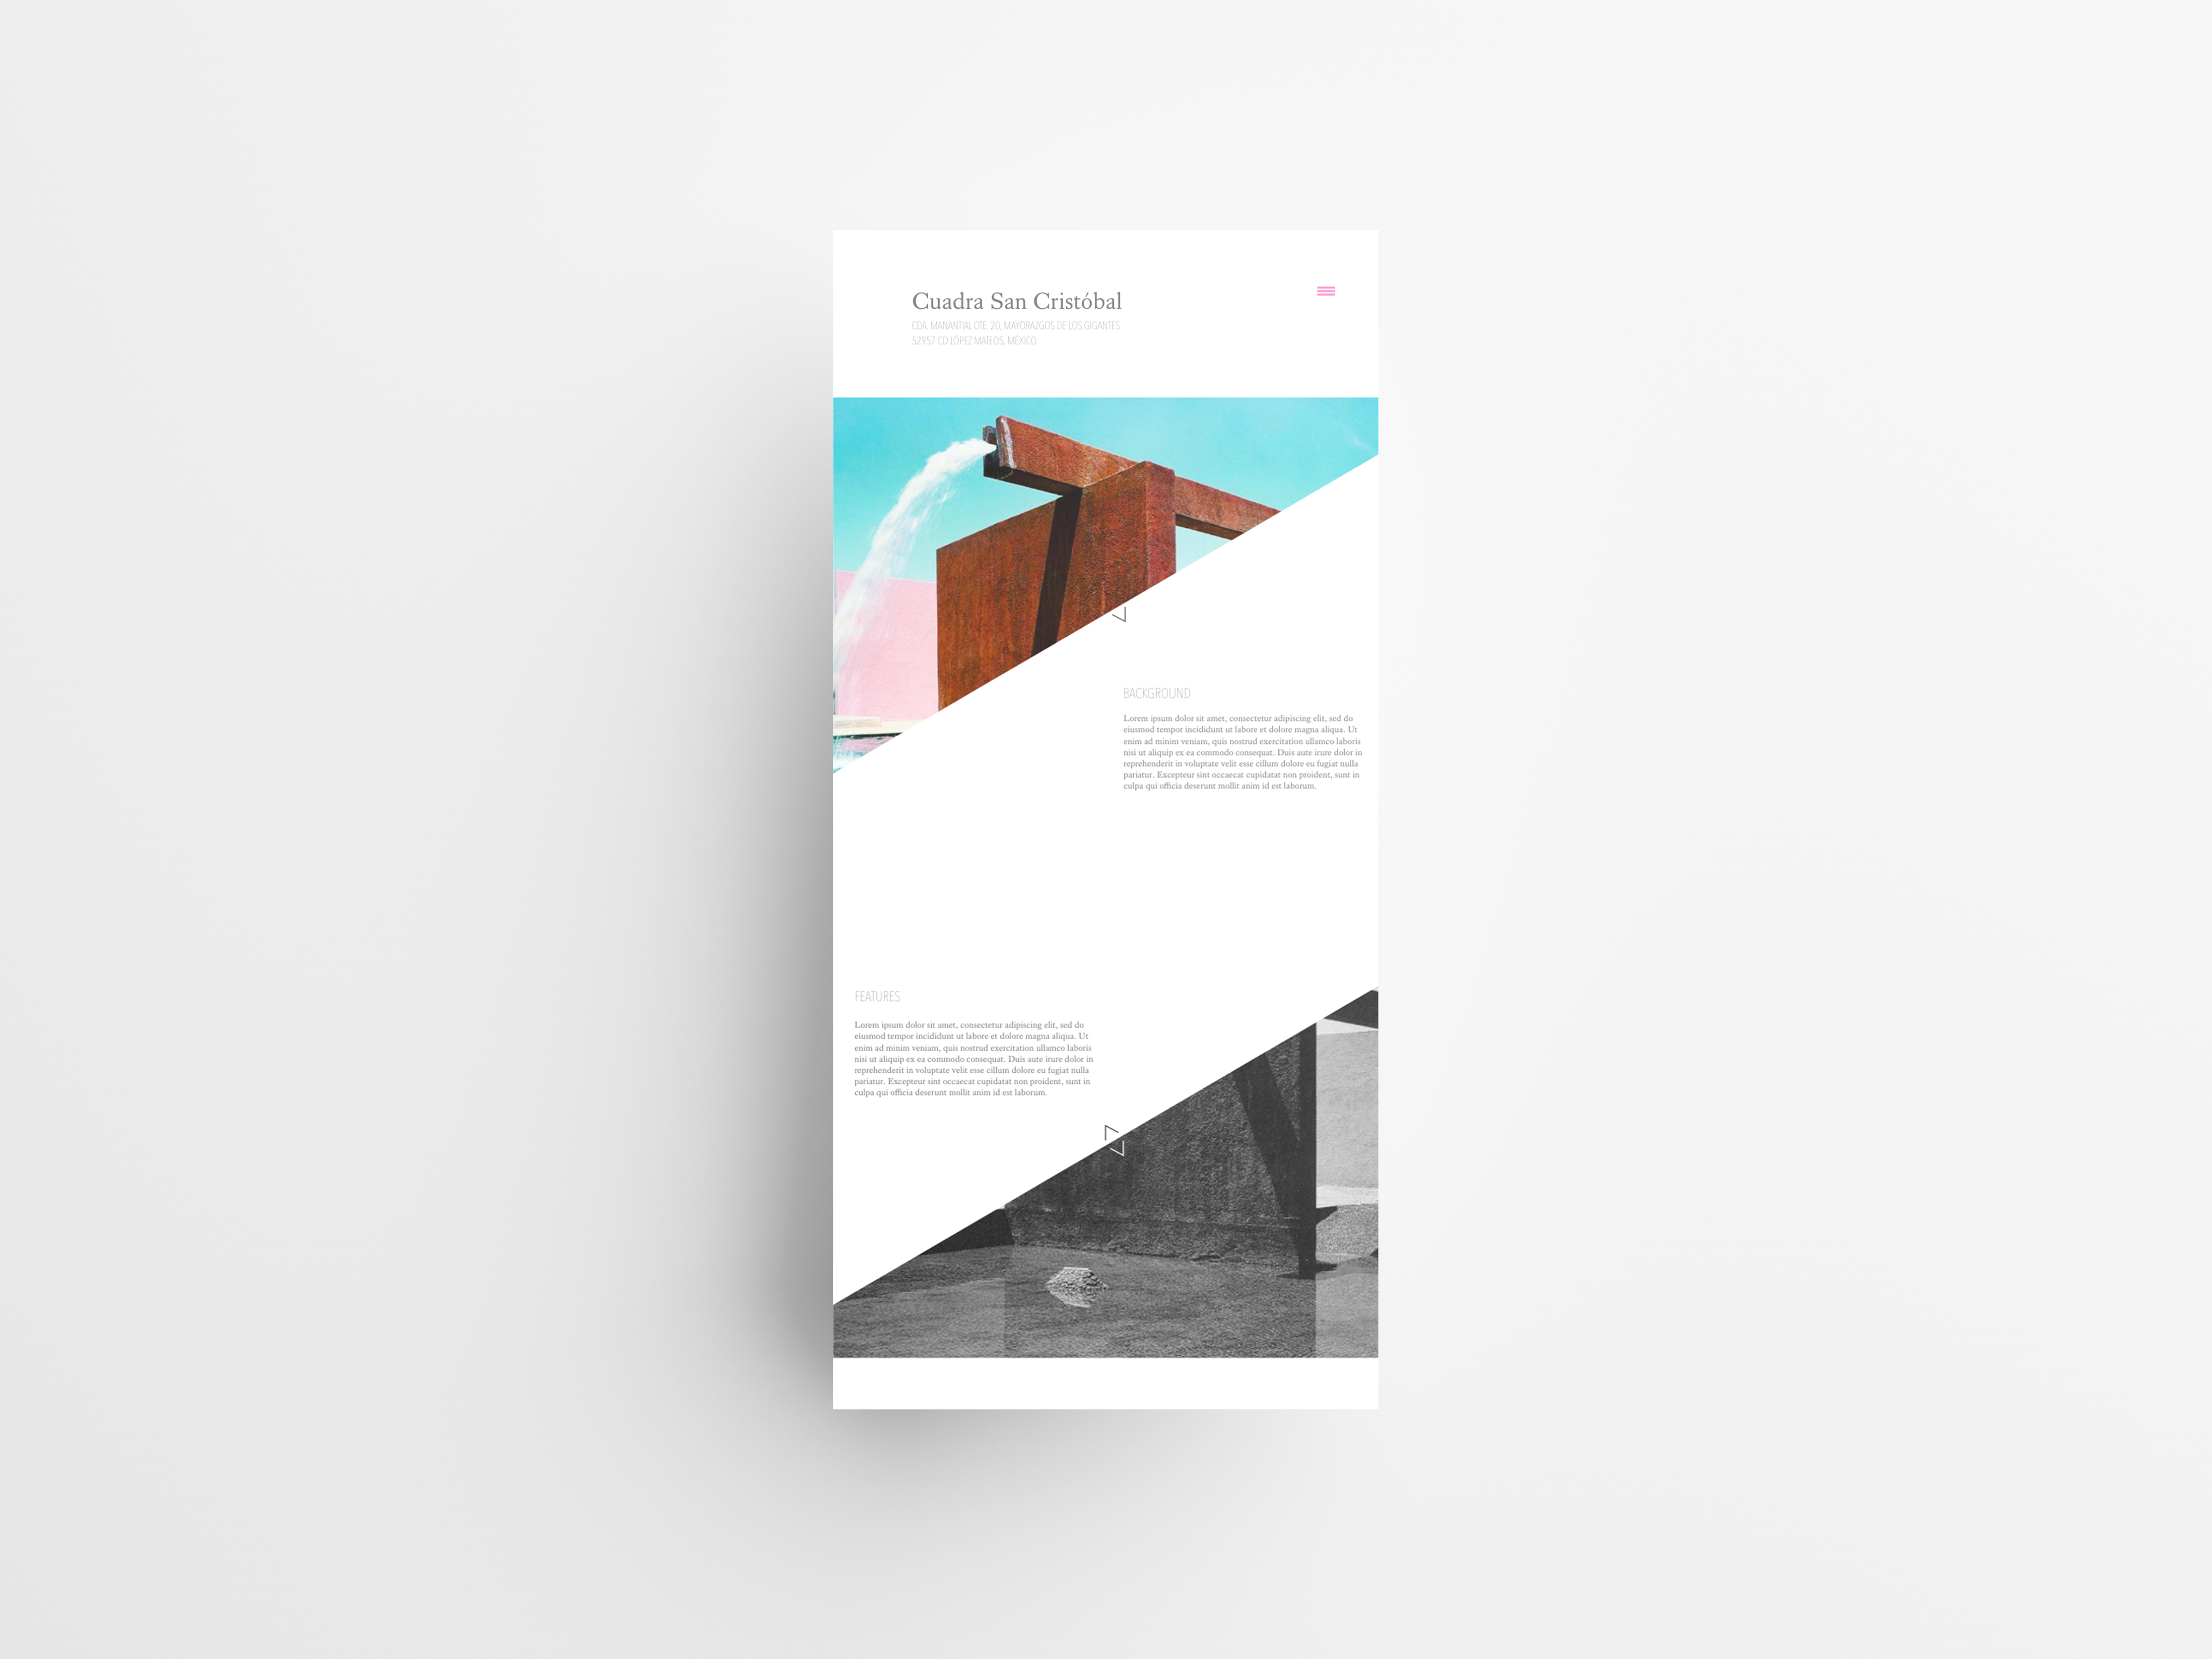 Cuadra San Cristóbal
CDA. MANANTIAL OTE. 20, MAYORAZGOS DE LOS GIGANTES
52957 CD LÓPEZ MATEOS, MÉXICO
BACKGROUND
Lorem ipsum dolor sit amet, consectetur adipiscing elit, sed do
eiusmod tempor incididunt ut labore et dolore magna aliqua. Ut
enim ad minim veniam, quis nostrud exercitation ullamco laboris
nisi ut aliquip ex ea commodo consequat. Duis aute irure dolor in
reprehenderit in voluptate velit esse cillum dolore eu fugiat nulla
pariatur. Excepteur sint occaecat cupidatat non proident, sunt in
culpa qui officia deserunt mollit anim id est laborum.
FEATURES
Lorem ipsum dolor sit amet, consectetur adipiscing elit, sed do
eiusmod tempor incididunt ut labore et dolore magna aliqua. Ut
enim ad minim veniam, quis nostrud exercitation ullamco laboris
nisi ut aliquip ex ea commodo consequat. Duis aute irure dolor in
reprehenderit in voluptate velit esse cillum dolore eu fugiat nulla
pariatur. Excepteur sint occaecat cupidatat non proident, sunt in
culpa qui officia deserunt mollit anim id est laborum.